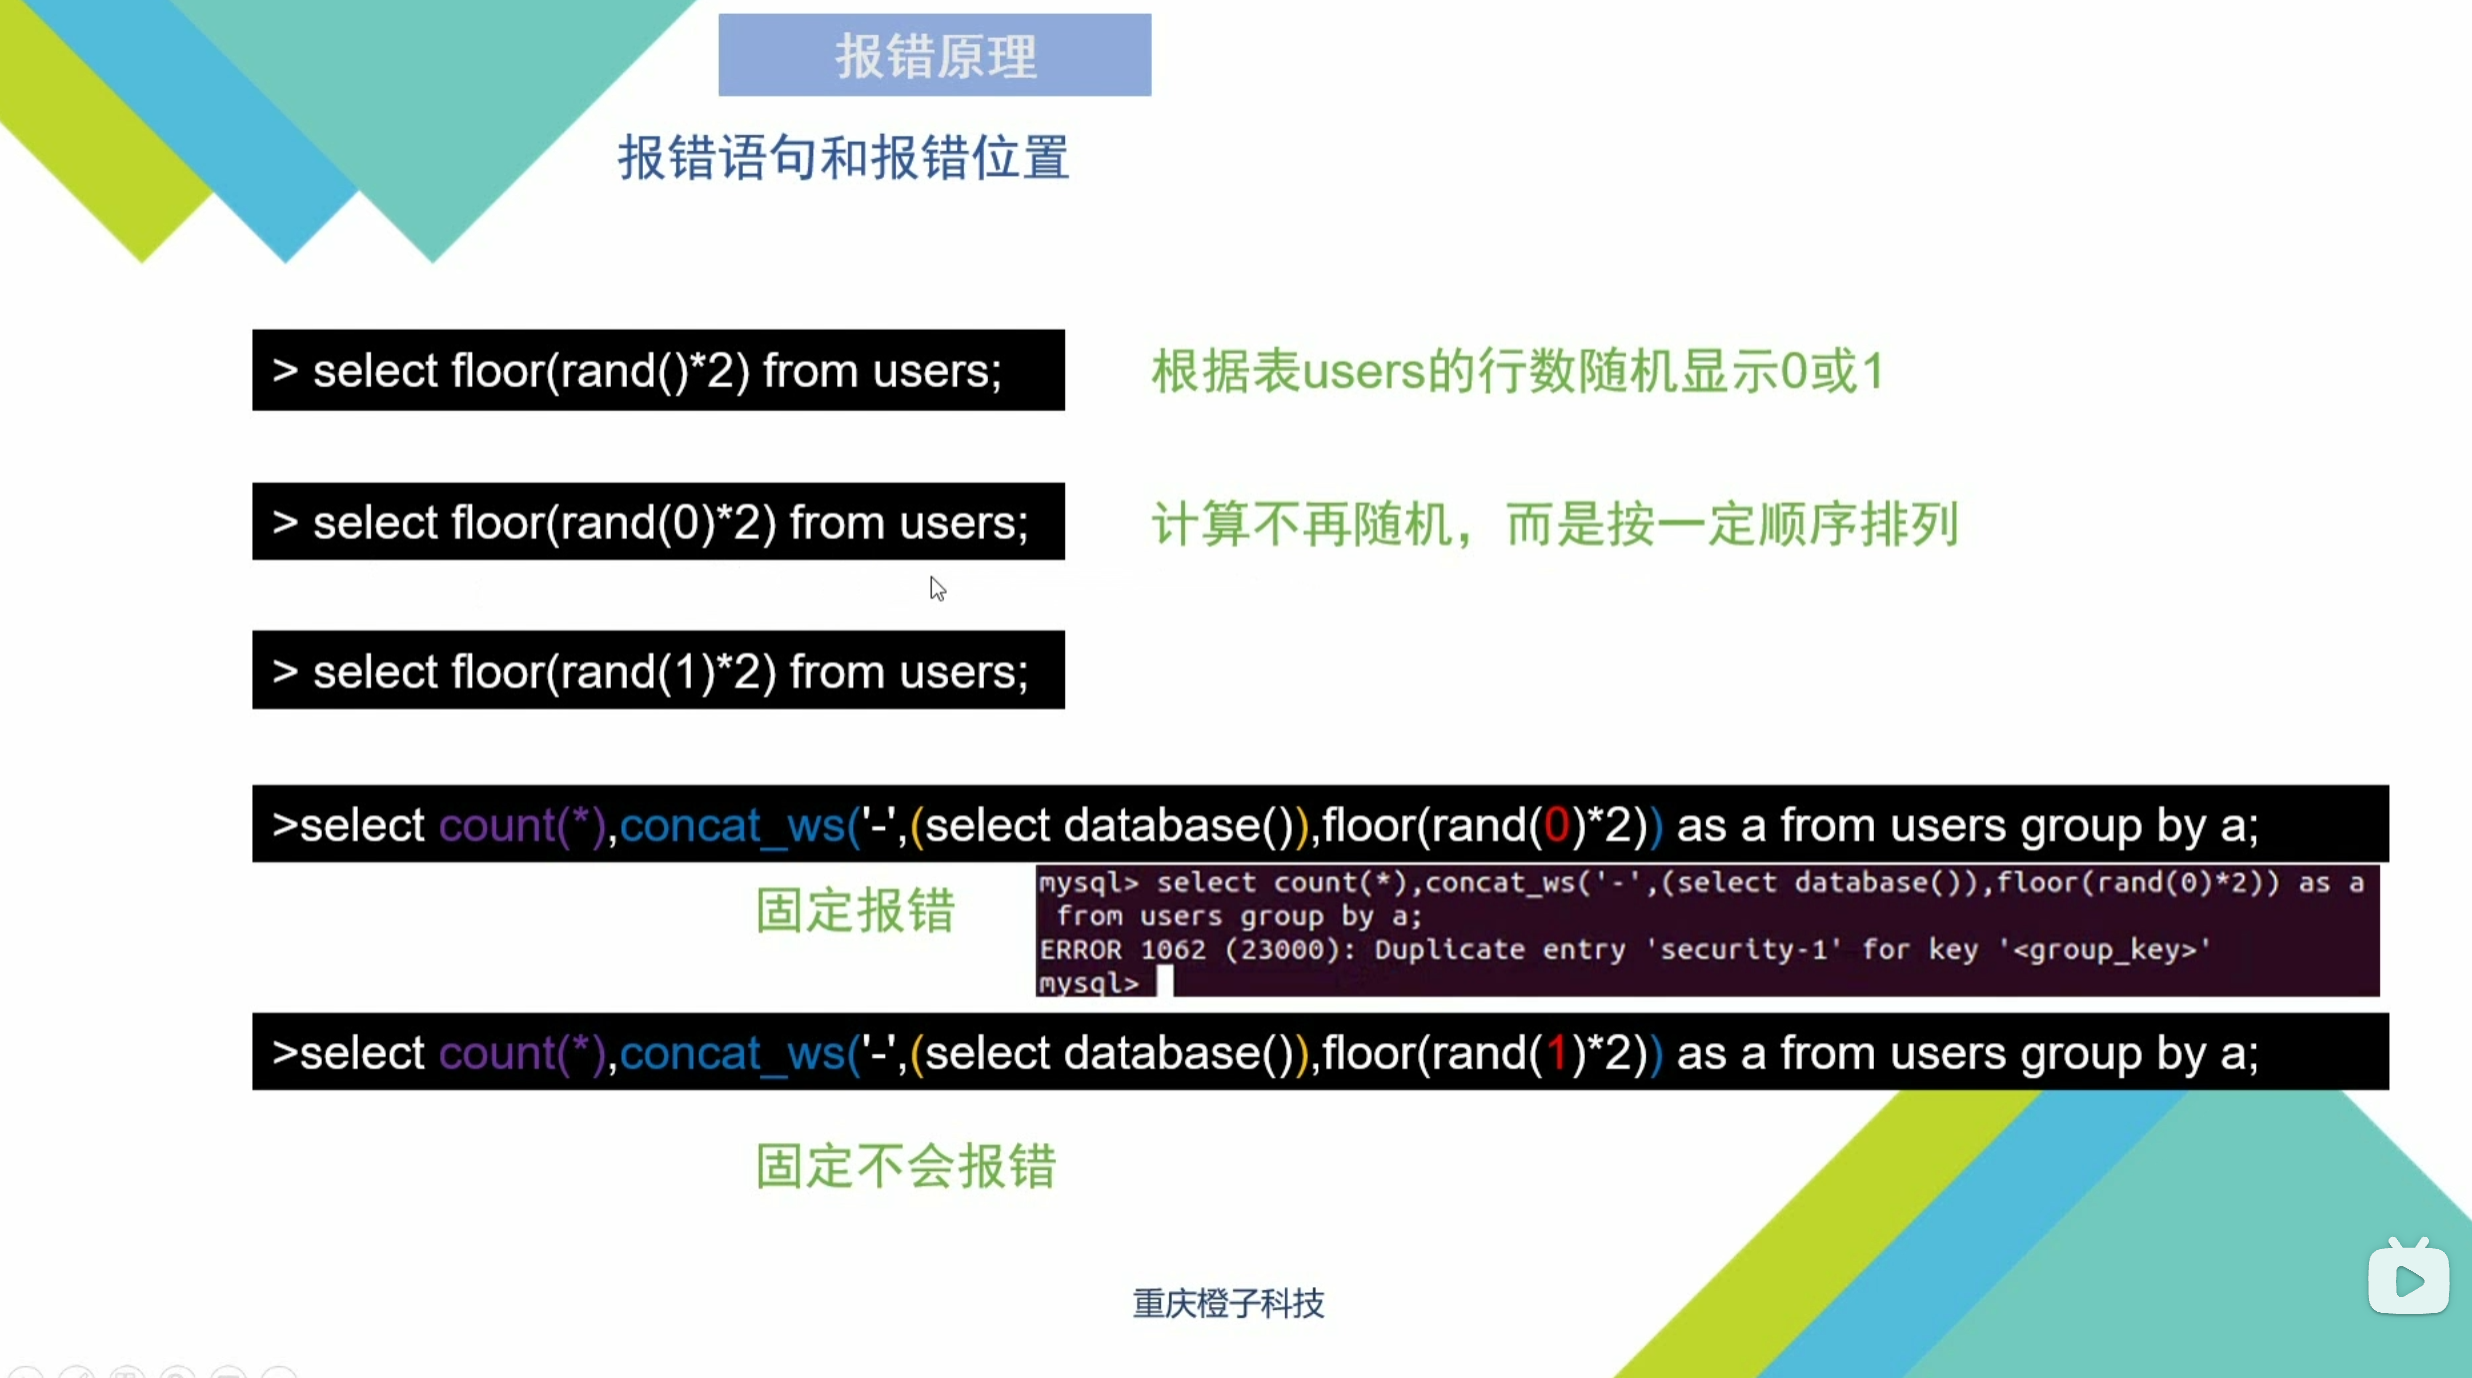 报错原理
报错语句和报错位置
> select floor(rand()*2) from users;
根据表users的行数随机显示0或1
> select floor(rand(0)*2) from users;
计算不再随机，而是按一定顺序排列
> select floor(rand(1)*2) from users;
>select count(*),concat_ws('-',(select database()),floor(rand(0)*2)) as a from users group by a;
固定报错
mysql> select count(*),concat_ws('-',(select database()),floor(rand(0)*2)) as a
from users group by a;
ERROR 1062 (23000): Duplicate entry 'security-1' for key '<group_key>'
mysql>
>select count(*),concat_ws('-',(select database()),floor(rand(1)*2)) as a from users group by a;
固定不会报错
重庆橙子科技